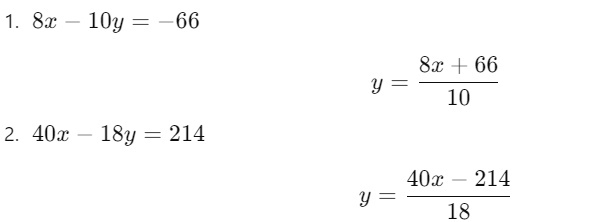 1. 8x − 10y = −66
y = (8x + 66)/10
2. 40x − 18y = 214
y = (40x − 214)/18